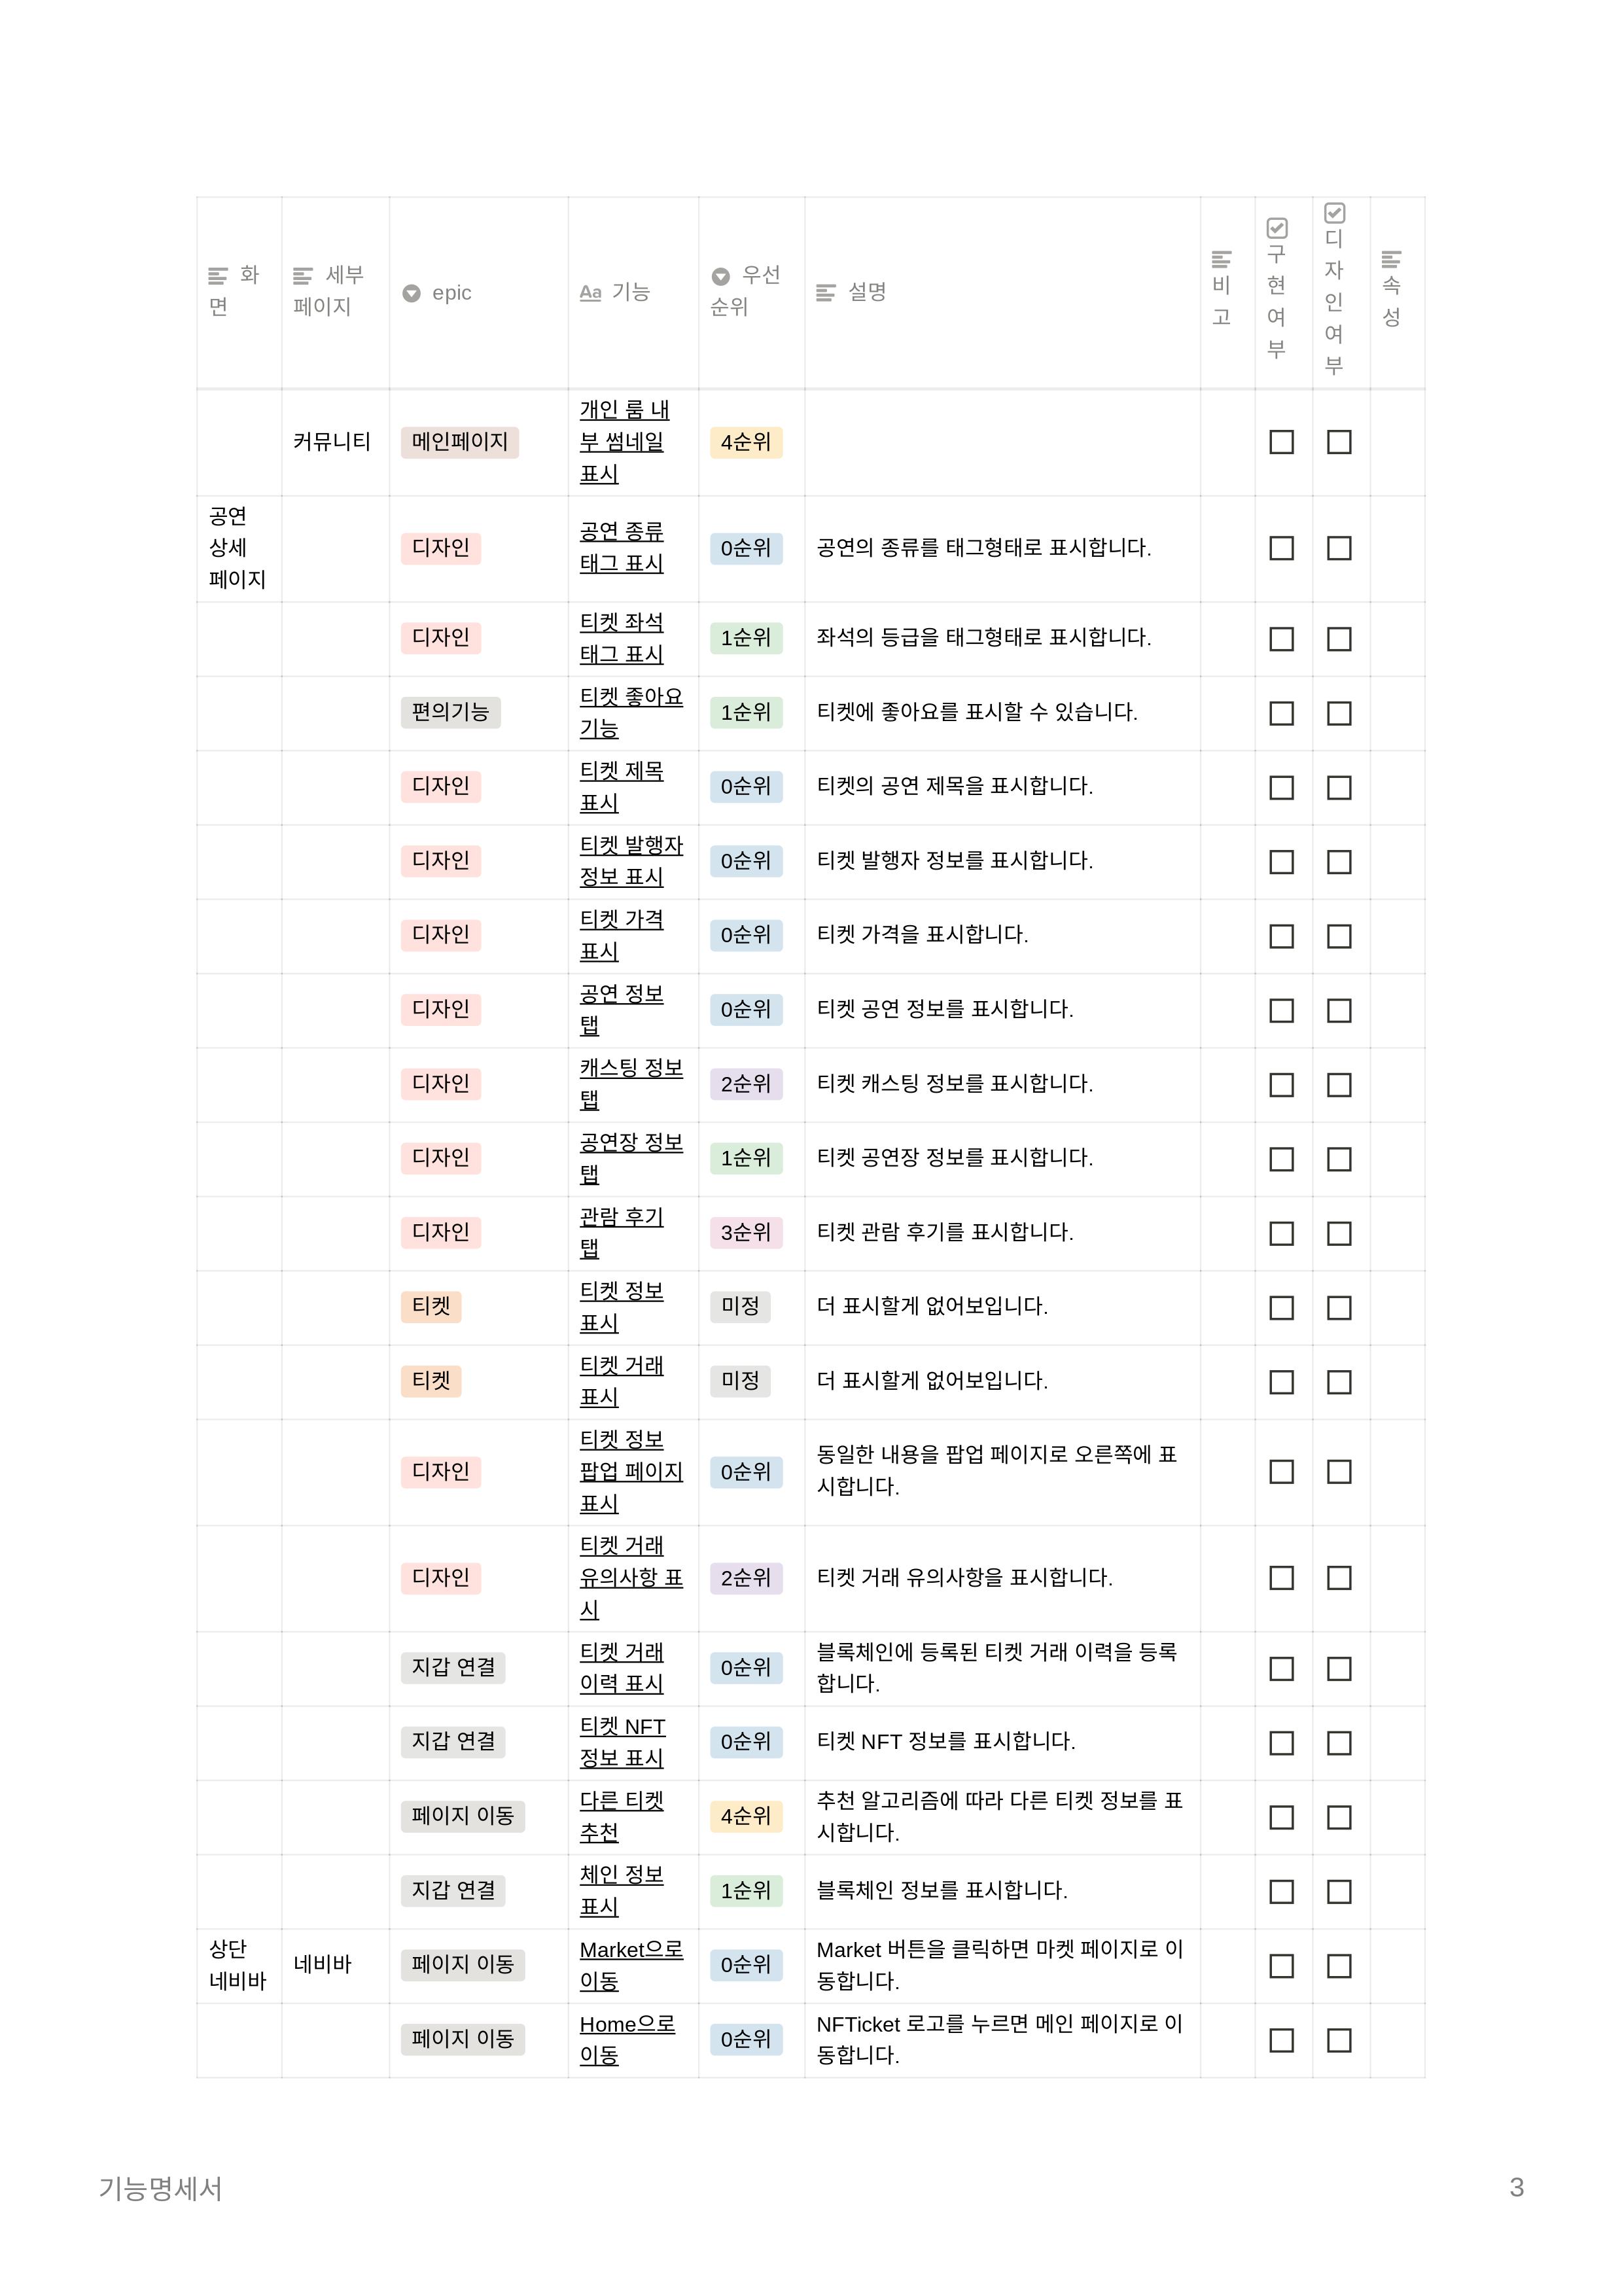 화면
세부 페이지
epic
Aa 기능
우선순위
설명
비고
구현여부
디자인여부
속성
커뮤니티
메인페이지
개인 룸 내
부 썸네일
표시
4순위
공연
상세
페이지
디자인
공연 종류
태그 표시
0순위
공연의 종류를 태그형태로 표시합니다.
디자인
티켓 좌석
태그 표시
1순위
좌석의 등급을 태그형태로 표시합니다.
편의기능
티켓 좋아요
기능
1순위
티켓에 좋아요를 표시할 수 있습니다.
디자인
티켓 제목
표시
0순위
티켓의 공연 제목을 표시합니다.
디자인
티켓 발행자
정보 표시
0순위
티켓 발행자 정보를 표시합니다.
디자인
티켓 가격
표시
0순위
티켓 가격을 표시합니다.
디자인
공연 정보
탭
0순위
티켓 공연 정보를 표시합니다.
디자인
캐스팅 정보
탭
2순위
티켓 캐스팅 정보를 표시합니다.
디자인
공연장 정보
탭
1순위
티켓 공연장 정보를 표시합니다.
디자인
관람 후기
탭
3순위
티켓 관람 후기를 표시합니다.
티켓
티켓 정보
표시
미정
더 표시할게 없어보입니다.
티켓
티켓 거래
표시
미정
더 표시할게 없어보입니다.
디자인
티켓 정보
팝업 페이지
표시
0순위
동일한 내용을 팝업 페이지로 오른쪽에 표
시합니다.
디자인
티켓 거래
유의사항 표
시
2순위
티켓 거래 유의사항을 표시합니다.
지갑 연결
티켓 거래
이력 표시
0순위
블록체인에 등록된 티켓 거래 이력을 등록
합니다.
지갑 연결
티켓 NFT
정보 표시
0순위
티켓 NFT 정보를 표시합니다.
페이지 이동
다른 티켓
추천
4순위
추천 알고리즘에 따라 다른 티켓 정보를 표
시합니다.
지갑 연결
체인 정보
표시
1순위
블록체인 정보를 표시합니다.
상단
네비바
네비바
페이지 이동
Market으로
이동
0순위
Market 버튼을 클릭하면 마켓 페이지로 이
동합니다.
페이지 이동
Home으로
이동
0순위
NFTicket 로고를 누르면 메인 페이지로 이
동합니다.
기능명세서
3